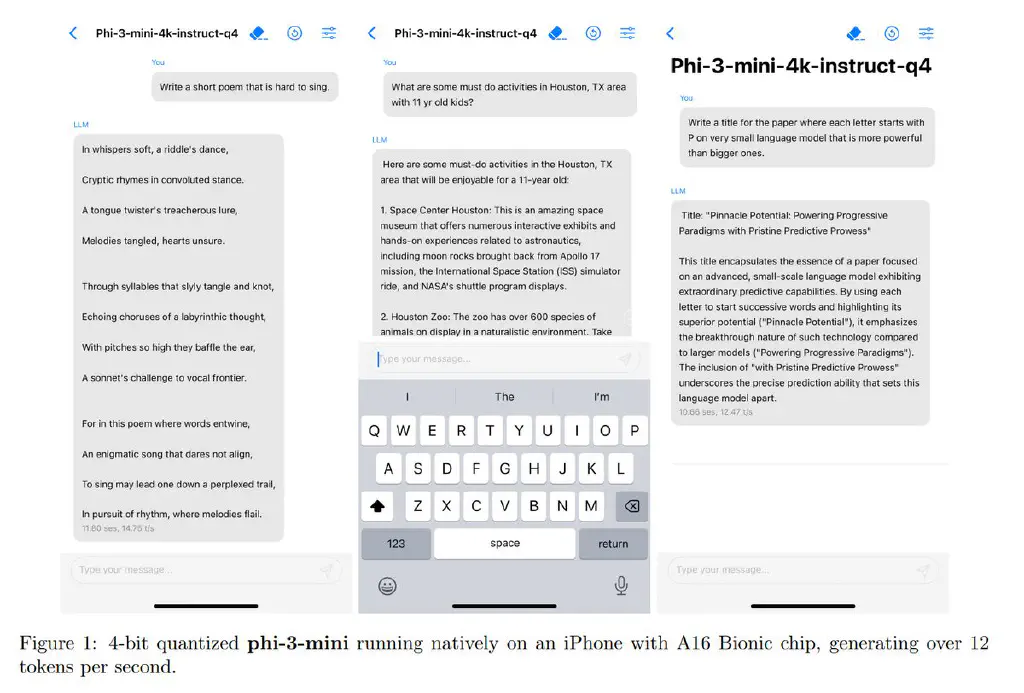 Phi-3-mini-4k-instruct-q4
You
Write a short poem that is hard to sing.
LLM
In whispers soft, a riddle's dance,
Cryptic rhymes in convoluted stance.
A tongue twister's treacherous lure,
Melodies tangled, hearts unsure.
Through syllables that slyly tangle and knot,
Echoing choruses of a labyrinthic thought,
With pitches so high they baffle the ear,
A sonnet's challenge to vocal frontier.
For in this poem where words entwine,
An enigmatic song that dares not align,
To sing may lead one down a perplexed trail,
In pursuit of rhythm, where melodies flail.
11.80 ses, 14.76 t/s
Type your message...
Phi-3-mini-4k-instruct-q4
You
What are some must do activities in Houston, TX area
with 11 yr old kids?
LLM
Here are some must-do activities in the Houston, TX
area that will be enjoyable for a 11-year old:
1. Space Center Houston: This is an amazing space
museum that offers numerous interactive exhibits and
hands-on experiences related to astronautics,
including moon rocks brought back from Apollo 17
mission, the International Space Station (ISS) simulator
ride, and NASA's shuttle program displays.
2. Houston Zoo: The zoo has over 600 species of
animals on display in a naturalistic environment. Take
Type your message...
I The I'm
Q W E R T Y U I O P
A S D F G H J K L
Z X C V B N M
123 space return
Phi-3-mini-4k-instruct-q4
You
Write a title for the paper where each letter starts with
P on very small language model that is more powerful
than bigger ones.
LLM
Title: "Pinnacle Potential: Powering Progressive
Paradigms with Pristine Predictive Prowess"
This title encapsulates the essence of a paper focused
on an advanced, small-scale language model exhibiting
extraordinary predictive capabilities. By using each
letter to start successive words and highlighting its
superior potential ("Pinnacle Potential"), it emphasizes
the breakthrough nature of such technology compared
to larger models ("Powering Progressive Paradigms").
The inclusion of "with Pristine Predictive Prowess"
underscores the precise prediction ability that sets this
language model apart.
10.66 ses, 12.47 t/s
Type your message...
Figure 1: 4-bit quantized phi-3-mini running natively on an iPhone with A16 Bionic chip, generating over 12
tokens per second.